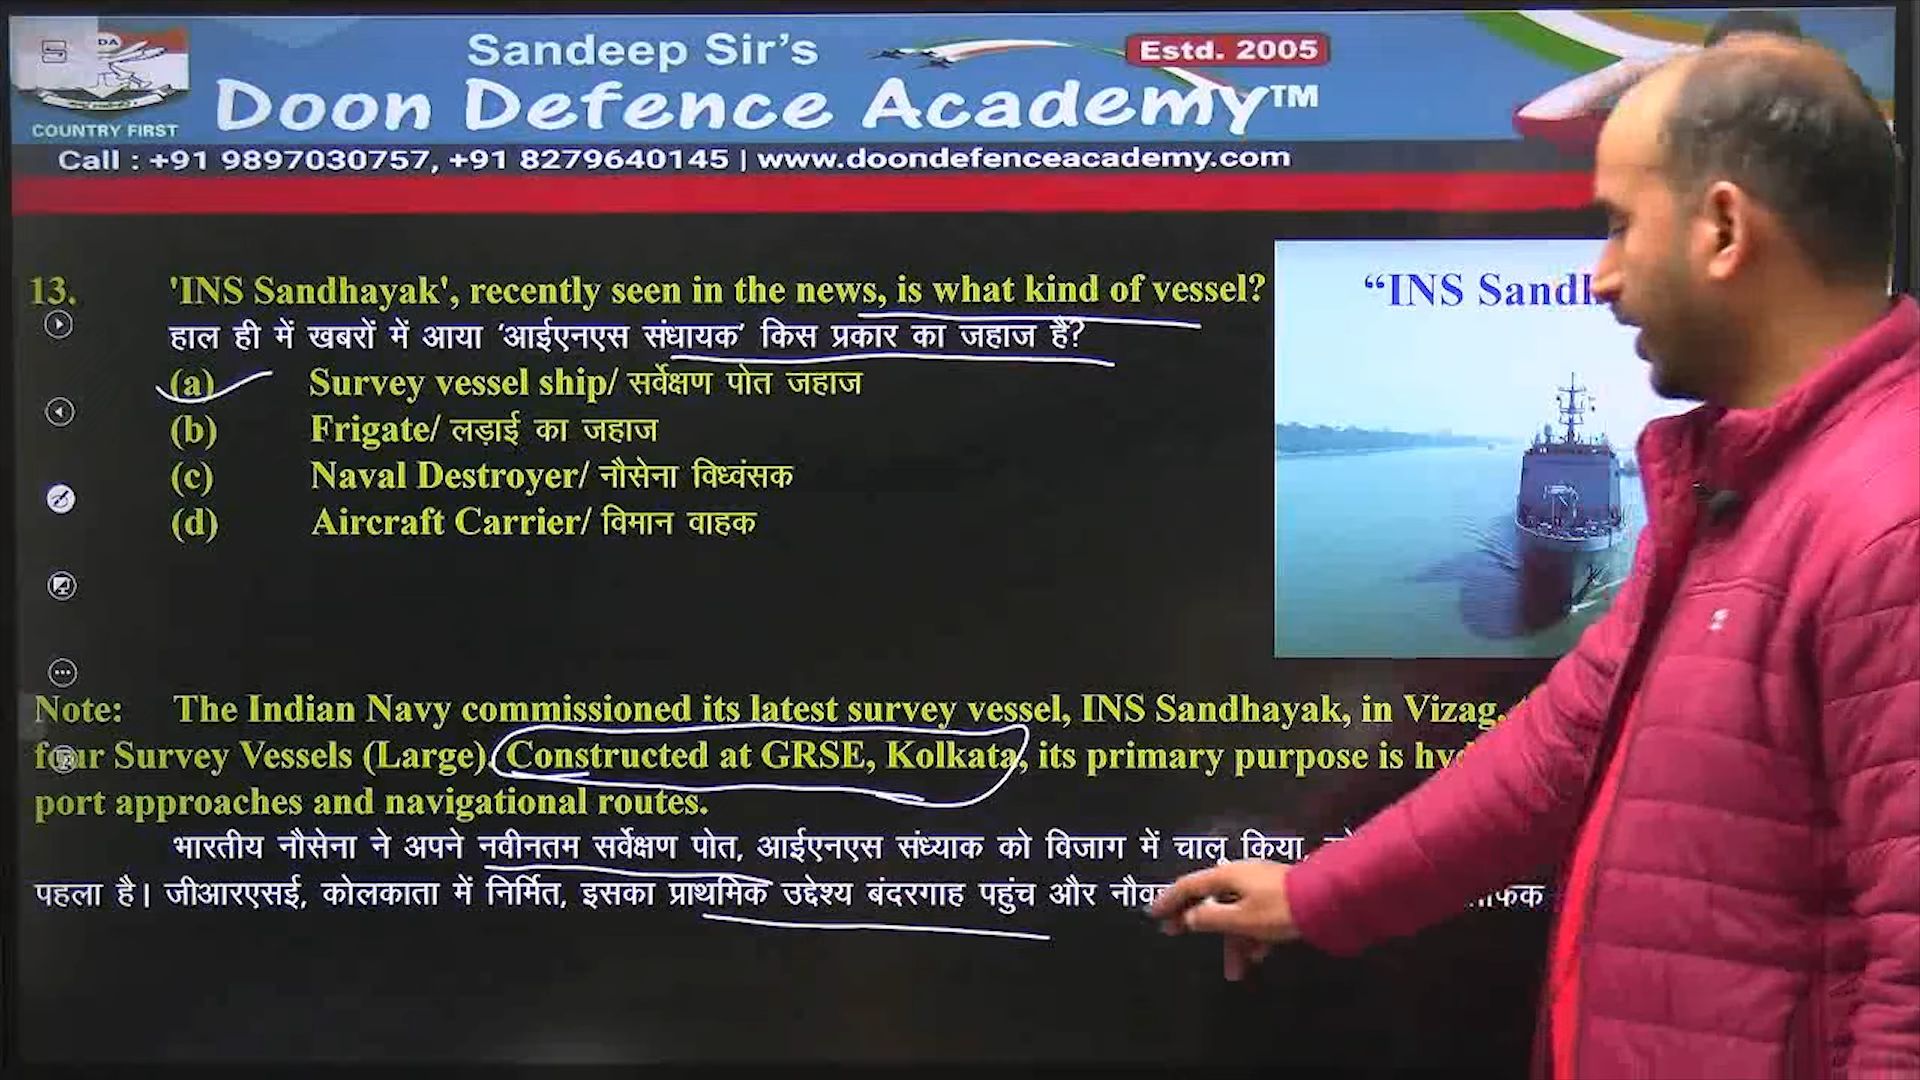 Sandeep Sir's
Estd. 2005
Doon Defence Academy™
COUNTRY FIRST
Call : +91 9897030757, +91 8279640145 | www.doondefenceacademy.com
13. 'INS Sandhayak', recently seen in the news, is what kind of vessel?
हाल ही में खबरों में आया ‘आईएनएस संधायक’ किस प्रकार का जहाज है?
(a) Survey vessel ship/ सर्वेक्षण पोत जहाज
(b) Frigate/ लड़ाई का जहाज
(c) Naval Destroyer/ नौसेना विध्वंसक
(d) Aircraft Carrier/ विमान वाहक
“INS
Note: The Indian Navy commissioned its latest survey vessel, INS Sandhayak, in Vizag,
four Survey Vessels (Large). Constructed at GRSE, Kolkata, its primary purpose is
port approaches and navigational routes.
भारतीय नौसेना ने अपने नवीनतम सर्वेक्षण पोत, आईएनएस संध्याक को विजाग में चालू किया,
पहला है। जीआरएसई, कोलकाता में निर्मित, इसका प्राथमिक उद्देश्य बंदरगाह पहुंच और